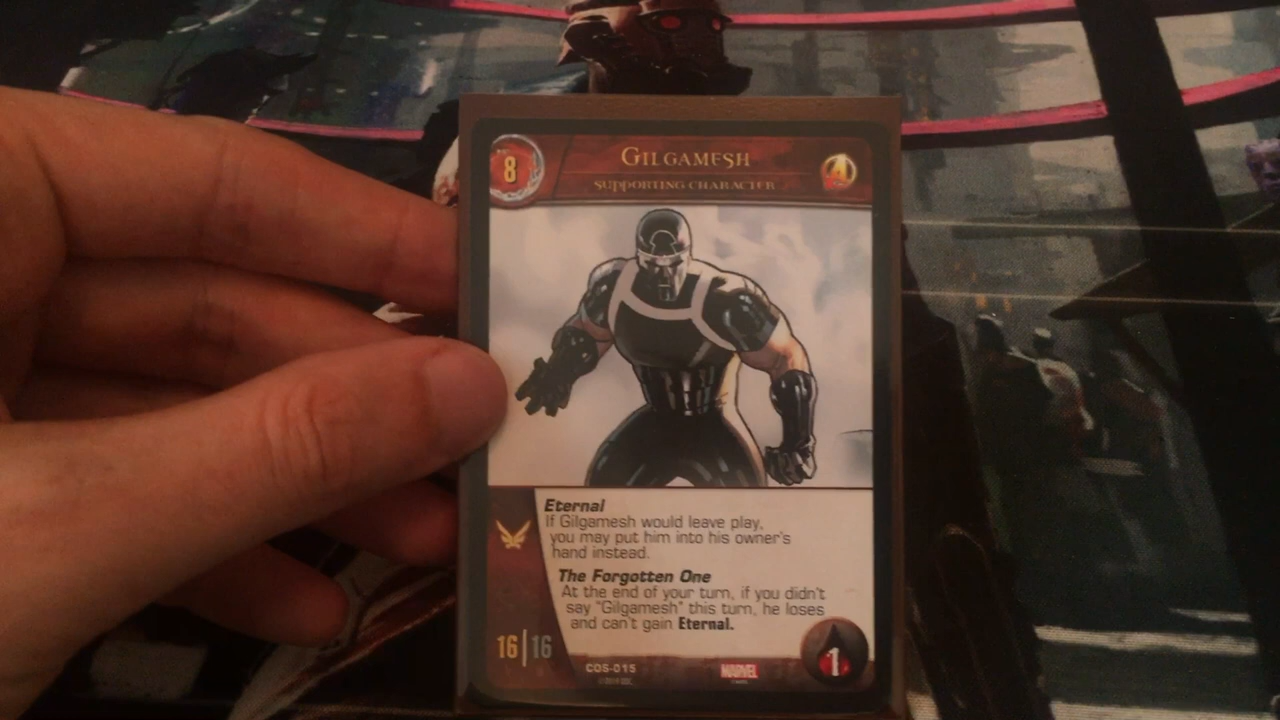 8
GILGAMESH
SUPPORTING CHARACTER
Eternal
If Gilgamesh would leave play,
you may put him into his owner's
hand instead.
The Forgotten One
At the end of your turn, if you didn't
say "Gilgamesh" this turn, he loses
and can't gain Eternal.
16|16
1
COS-015
MARVEL